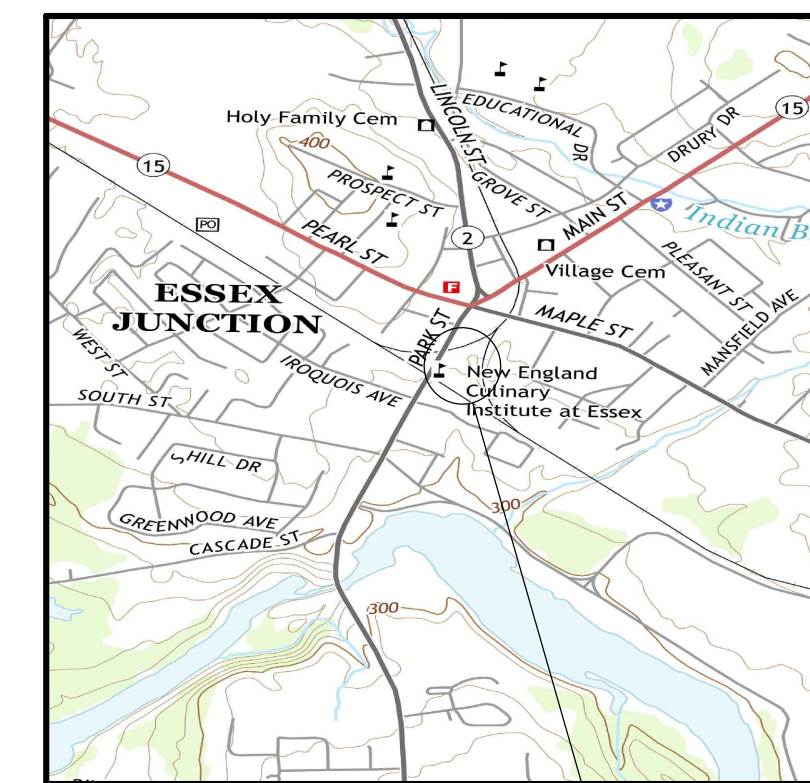 LINCOLN ST
EDUCATIONAL DR
15
Holy Family Cem
DRURY DR
400
15
PROSPECT ST
GROVE ST
MAIN ST
PO
PEARL ST
2
Indian B
Village Cem
PLEASANT ST
F
ESSEX
JUNCTION
MAPLE ST
MANSFIELD AVE
PARK ST
WEST ST
IROQUOIS AVE
New England
Culinary
Institute at Essex
SOUTH ST
S HILL DR
300
GREENWOOD AVE
CASCADE ST
300